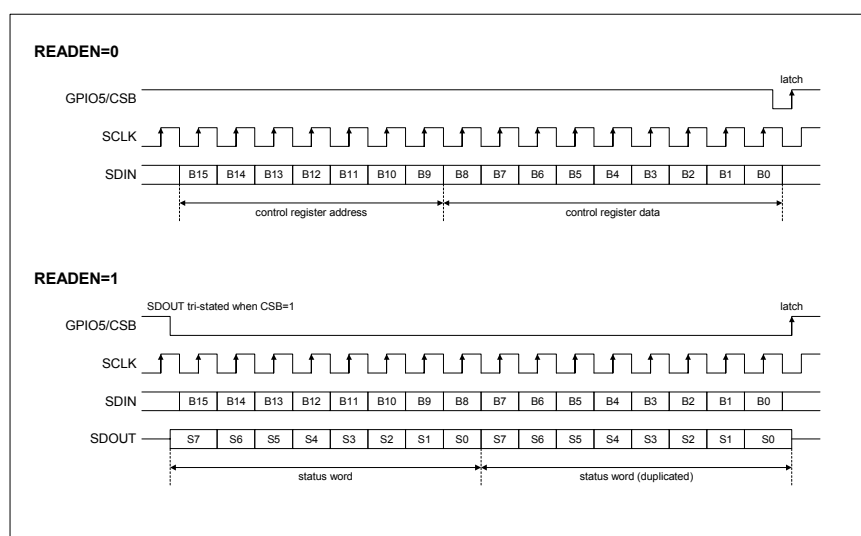 READEN=0
latch
GPIO5/CSB
SCLK
SDIN B15 B14 B13 B12 B11 B10 B9 B8 B7 B6 B5 B4 B3 B2 B1 B0
control register address control register data
READEN=1
SDOUT tri-stated when CSB=1 latch
GPIO5/CSB
SCLK
SDIN B15 B14 B13 B12 B11 B10 B9 B8 B7 B6 B5 B4 B3 B2 B1 B0
SDOUT S7 S6 S5 S4 S3 S2 S1 S0 S7 S6 S5 S4 S3 S2 S1 S0
status word status word (duplicated)